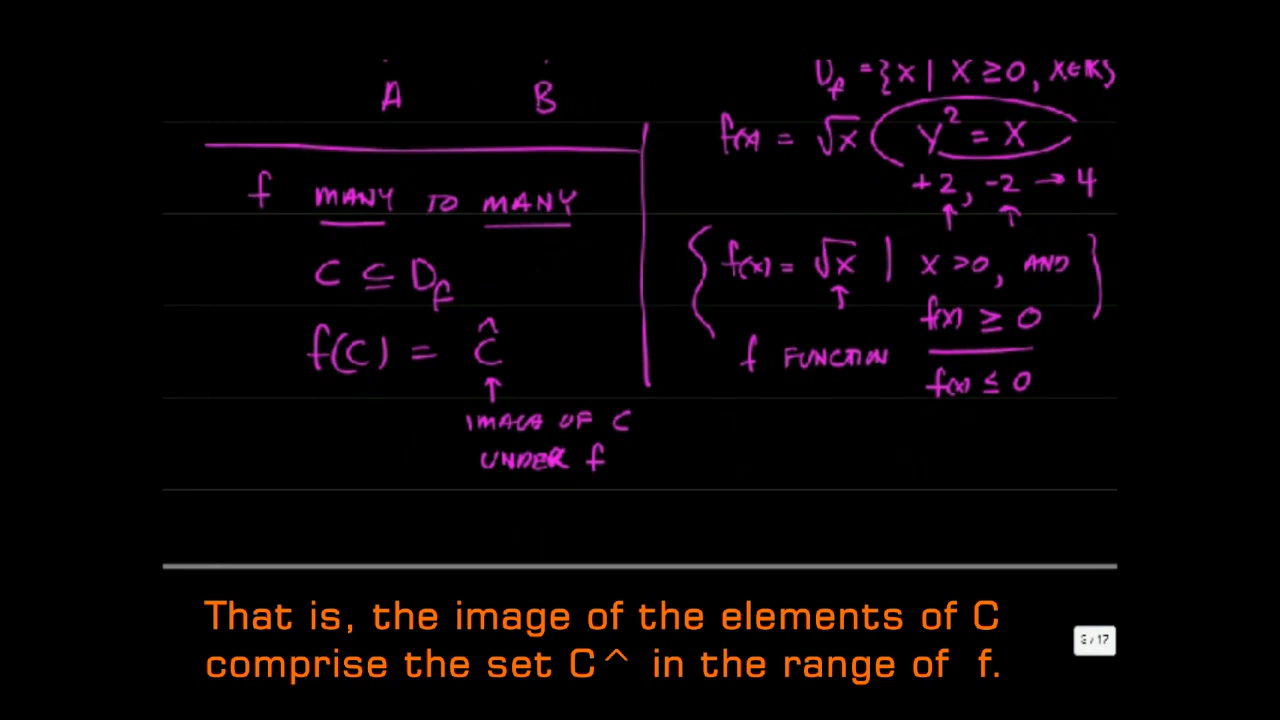 A B
f MANY TO MANY
C ⊆ D_f
f(C) = Ĉ
↑
IMAGE OF C
UNDER f
D_f = {x | x ≥ 0, x ∈ R}
f(x) = √x y² = x
+2, -2 → 4
↑ ↑
{ f(x) = √x | x > 0, AND }
↑ f(x) ≥ 0
f FUNCTION f(x) ≤ 0
That is, the image of the elements of C
comprise the set C^ in the range of f.